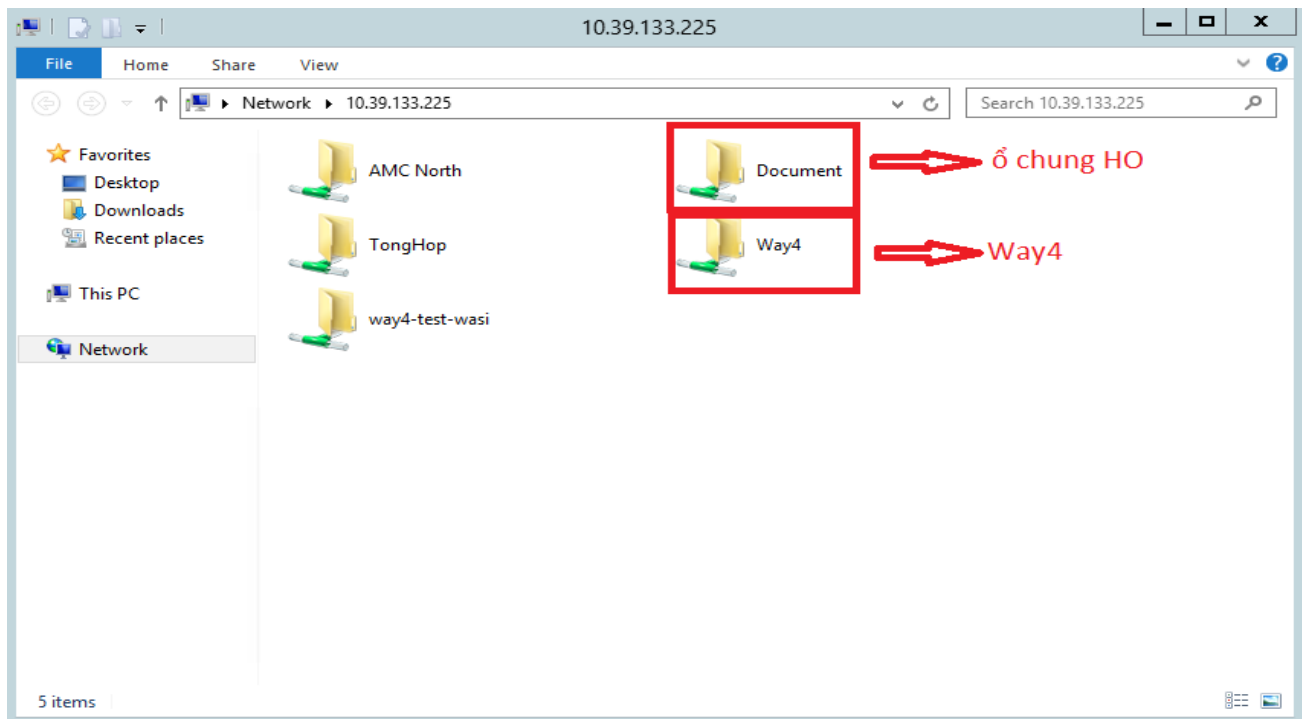 10.39.133.225
File Home Share View
Network 10.39.133.225
Search 10.39.133.225
Favorites
Desktop
Downloads
Recent places
This PC
Network
AMC North
Document
ổ chung HO
TongHop
Way4
Way4
way4-test-wasi
5 items